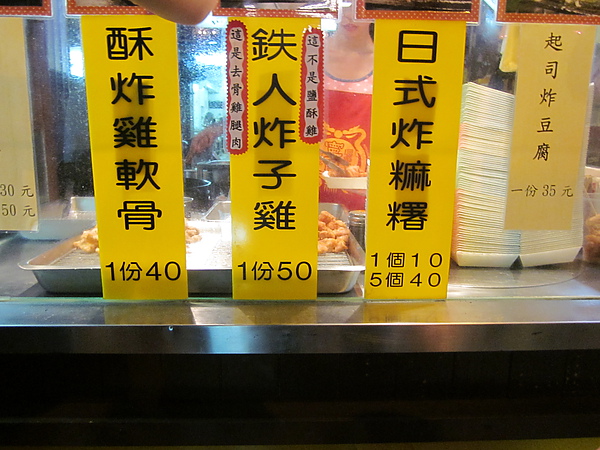 30元
50元
酥炸雞軟骨
1份40
這是去骨雞腿肉
鉄人炸子雞
這不是鹽酥雞
1份50
日式炸麻糬
1個10
5個40
起司炸豆腐
一份35元